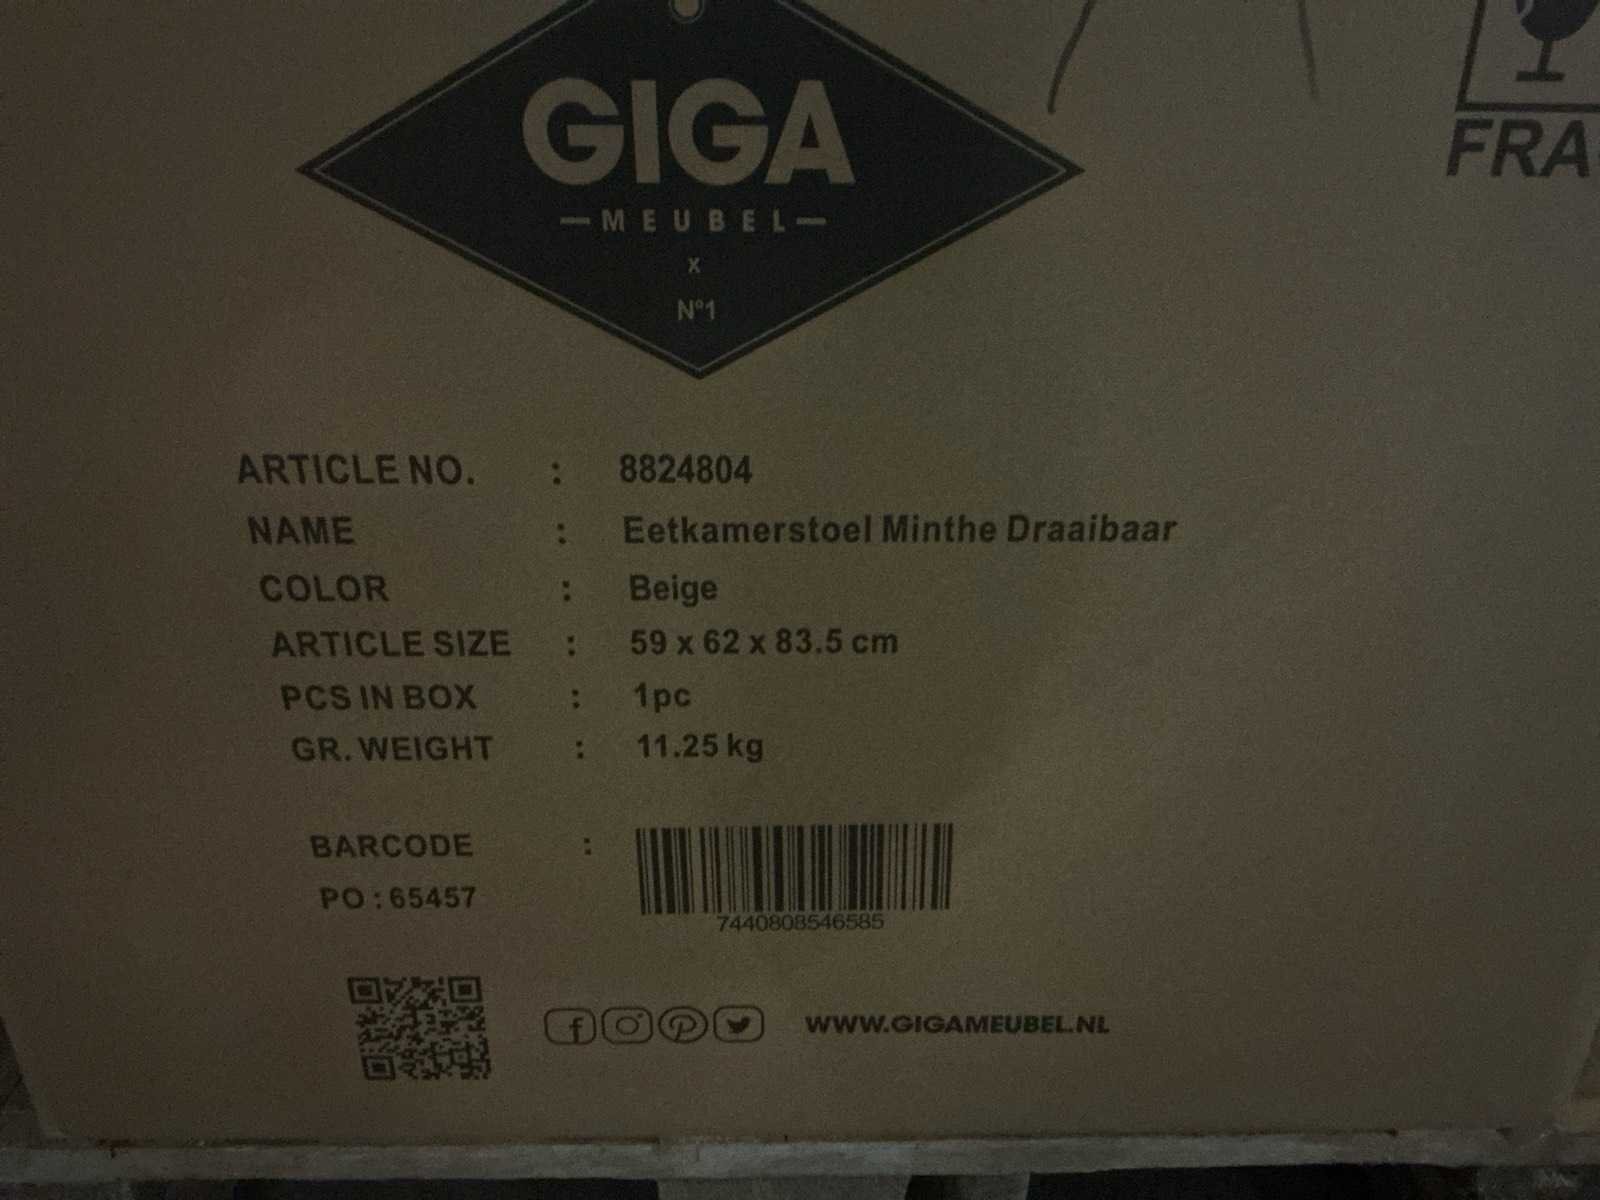 GIGA
MEUBEL
x
Nº1
FRA
ARTICLE NO. : 8824804
NAME : Eetkamerstoel Minthe Draaibaar
COLOR : Beige
ARTICLE SIZE : 59 x 62 x 83.5 cm
PCS IN BOX : 1pc
GR. WEIGHT : 11.25 kg
BARCODE :
PO : 65457
7440808546585
WWW.GIGAMEUBEL.NL